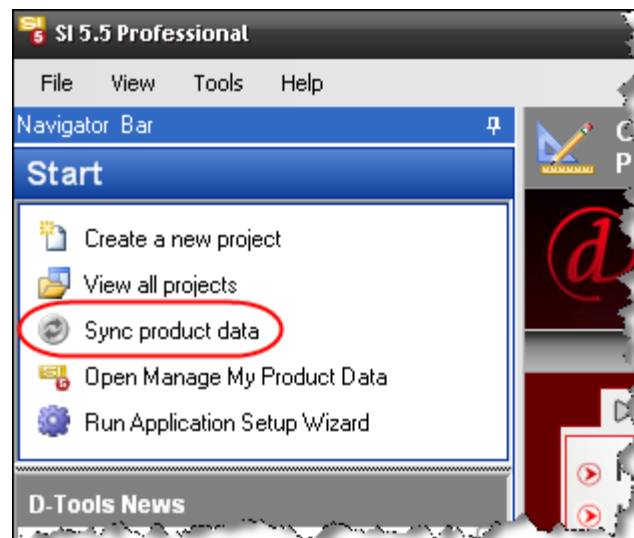 SI 5.5 Professional
File View Tools Help
Navigator Bar
Start
Create a new project
View all projects
Sync product data
Open Manage My Product Data
Run Application Setup Wizard
D-Tools News